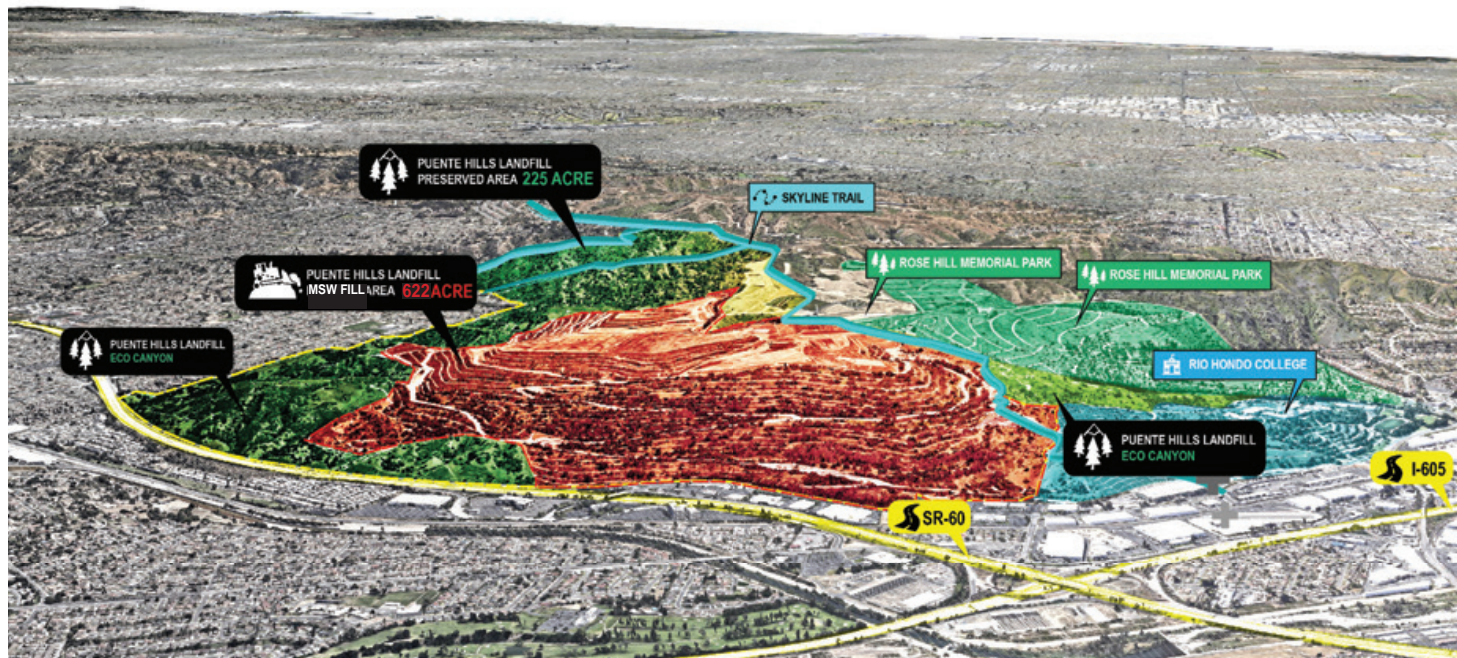 PUENTE HILLS LANDFILL
PRESERVED AREA 225 ACRE
SKYLINE TRAIL
PUENTE HILLS LANDFILL
MSW FILL AREA 622 ACRE
ROSE HILL MEMORIAL PARK
ROSE HILL MEMORIAL PARK
PUENTE HILLS LANDFILL
ECO CANYON
RIO HONDO COLLEGE
PUENTE HILLS LANDFILL
ECO CANYON
I-605
SR-60